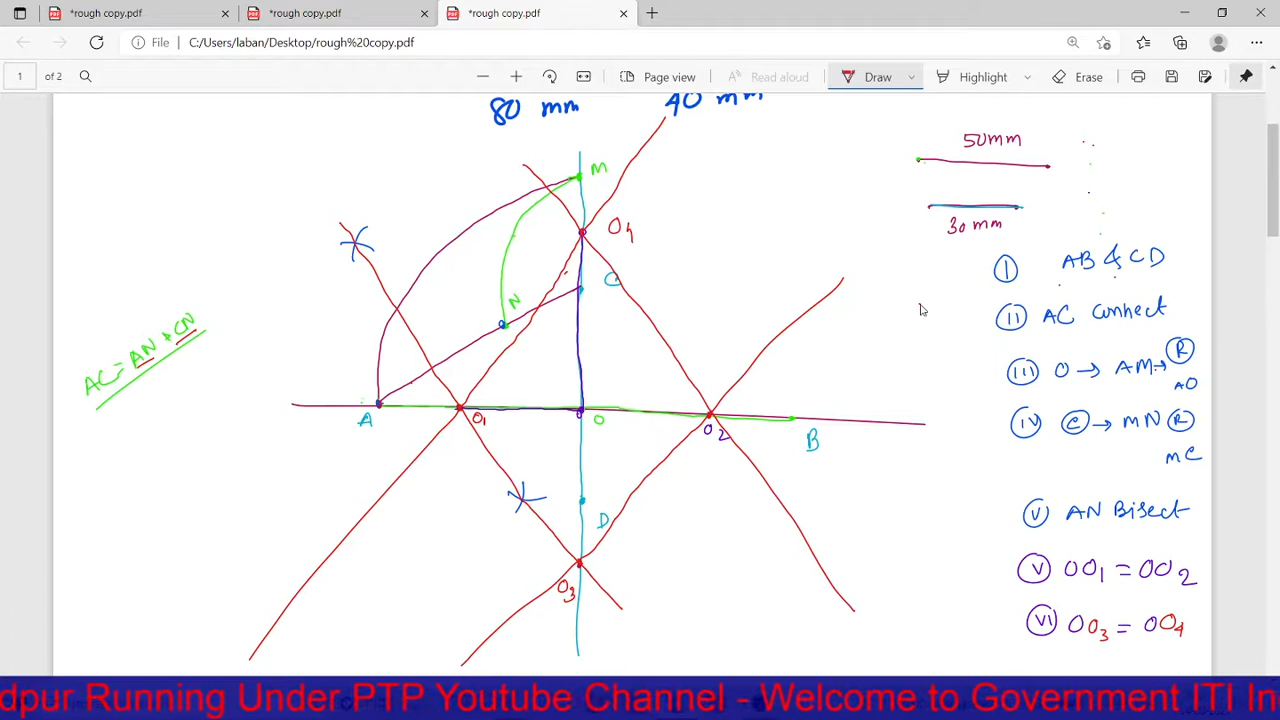 *rough copy.pdf
*rough copy.pdf
*rough copy.pdf
File
C:/Users/laban/Desktop/rough%20copy.pdf
1
of 2
Page view
Read aloud
Draw
Highlight
Erase
80 mm
40 mm
50mm
30mm
M
O4
C
N
AC = AN + CN
A
O1
O
O2
B
D
O3
I AB & CD
II AC Connect
III O → AM → R
AO
IV C → MN R
MC
V AN Bisect
V OO1 = OO2
VI OO3 = OO4
dpur Running Under PTP Youtube Channel - Welcome to Government ITI In